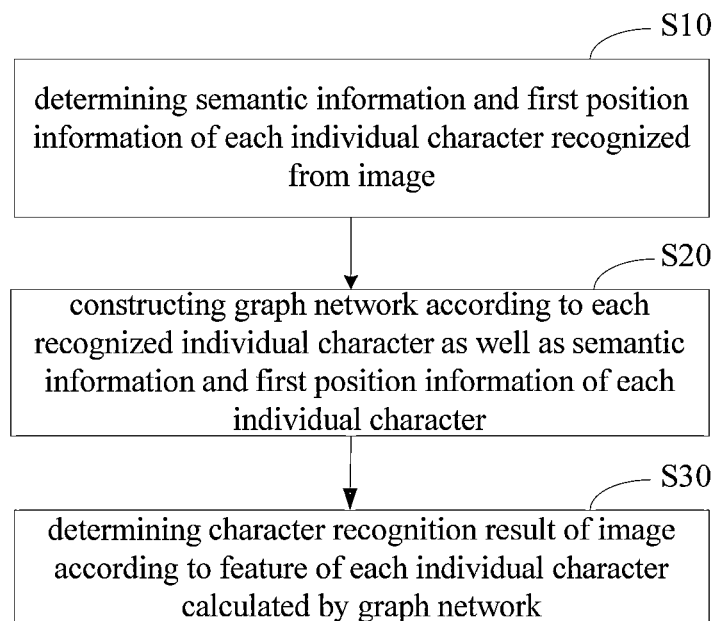 S10
determining semantic information and first position
information of each individual character recognized
from image
S20
constructing graph network according to each
recognized individual character as well as semantic
information and first position information of each
individual character
S30
determining character recognition result of image
according to feature of each individual character
calculated by graph network